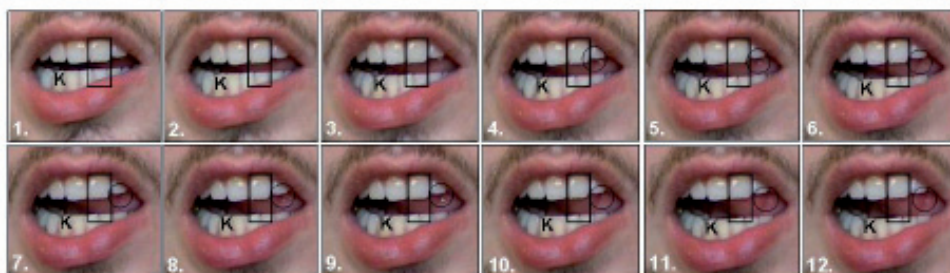 K K K K K K
1. 2. 3. 4. 5. 6.
K K K K K K
7. 8. 9. 10. 11. 12.